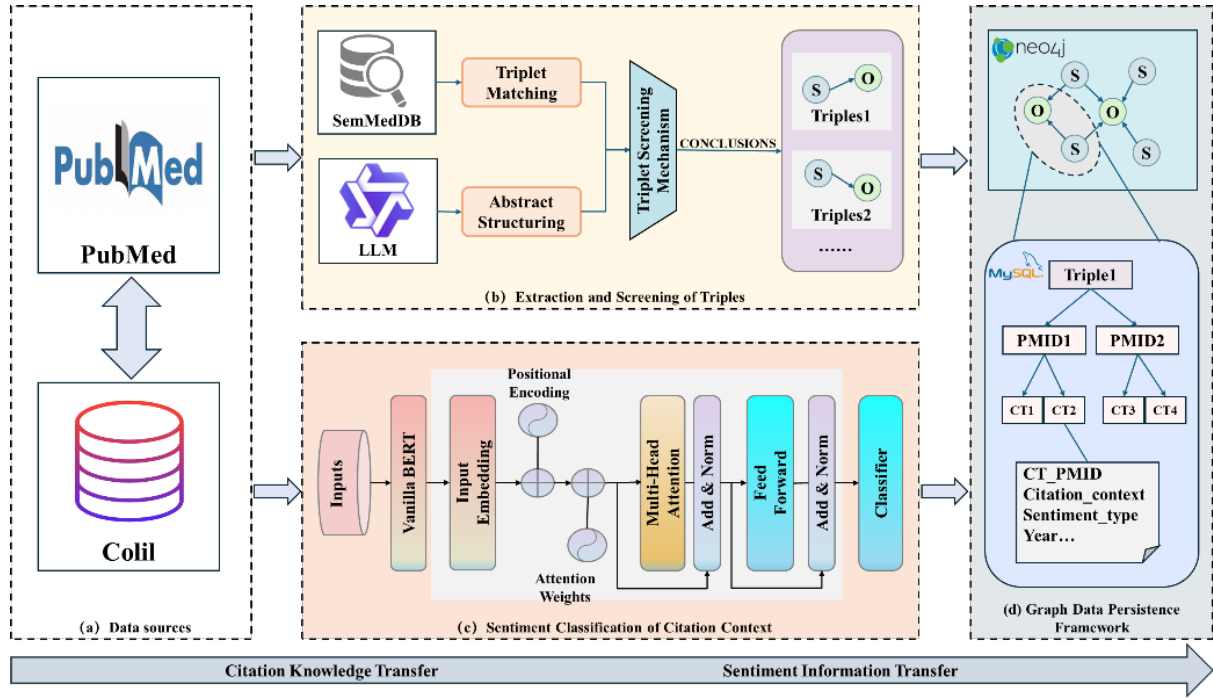 PubMed
PubMed
Colil
(a) Data sources
SemMedDB
LLM
Triplet
Matching
Abstract
Structuring
Triplet Screening
Mechanism
CONCLUSIONS
S
O
Triples1
S
O
Triples2
......
(b) Extraction and Screening of Triples
Inputs
Vanilla BERT
Input
Embedding
Positional
Encoding
Attention
Weights
Multi-Head
Attention
Add & Norm
Feed
Forward
Add & Norm
Classifier
(c) Sentiment Classification of Citation Context
neo4j
S
S
O
O
S
S
MySQL
Triple1
PMID1
PMID2
CT1
CT2
CT3
CT4
CT_PMID
Citation_context
Sentiment_type
Year…
(d) Graph Data Persistence
Framework
Citation Knowledge Transfer
Sentiment Information Transfer